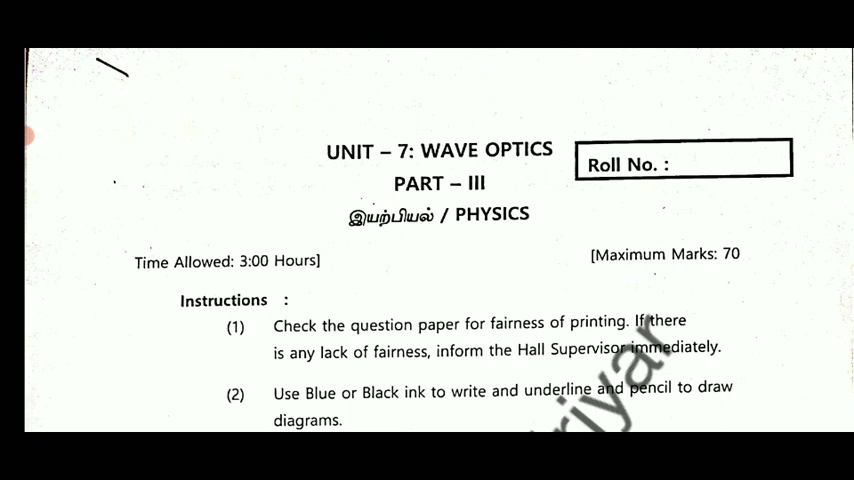 UNIT – 7: WAVE OPTICS
Roll No. :
PART – III
இயற்பியல் / PHYSICS
Time Allowed: 3:00 Hours]
[Maximum Marks: 70
Instructions :
(1) Check the question paper for fairness of printing. If there
is any lack of fairness, inform the Hall Supervisor immediately.
(2) Use Blue or Black ink to write and underline and pencil to draw
diagrams.